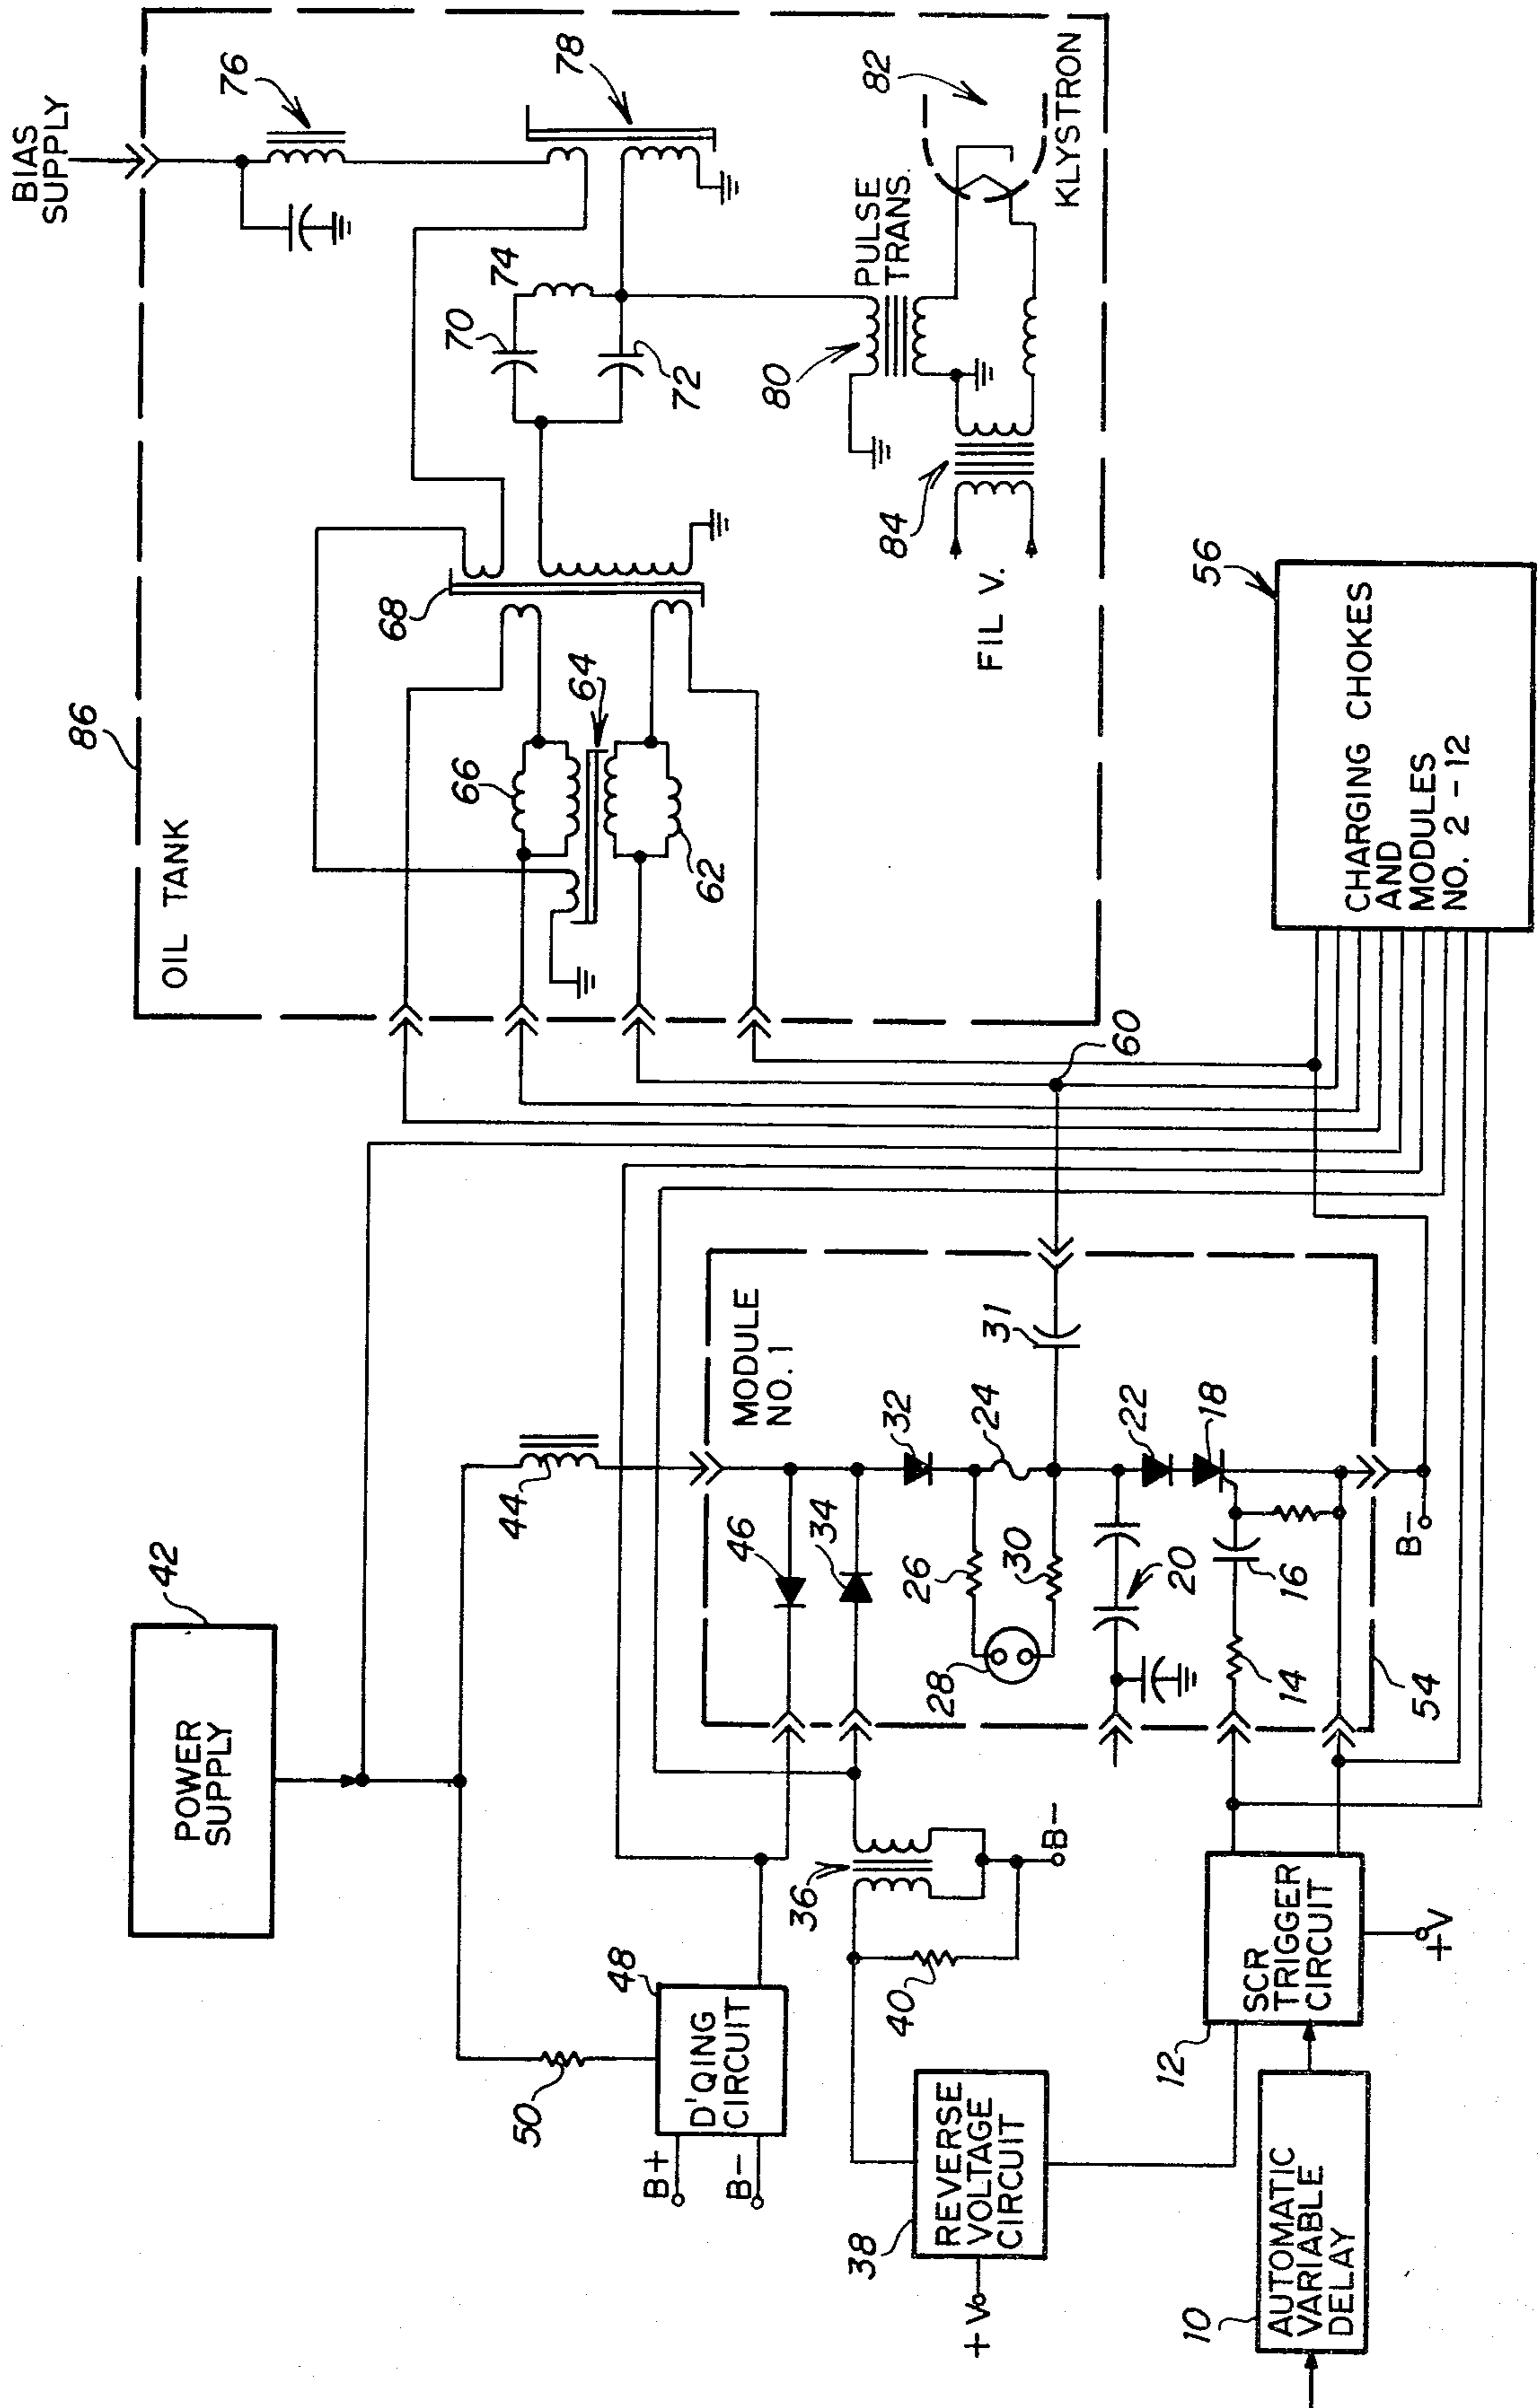 BIAS
SUPPLY
76
78
82
KLYSTRON
PULSE
TRANS.
74
70
72
80
84
FIL V.
68
64
66
62
86
OIL TANK
56
CHARGING CHOKES
AND
MODULES
NO. 2-12
60
MODULE
NO. 1
31
32
24
22
18
44
46
34
26
30
28
20
16
14
54
B-
42
POWER
SUPPLY
36
40
B-
48
D'QING
CIRCUIT
50
B+
B-
SCR
TRIGGER
CIRCUIT
12
+V
REVERSE
VOLTAGE
CIRCUIT
38
+V
AUTOMATIC
VARIABLE
DELAY
10